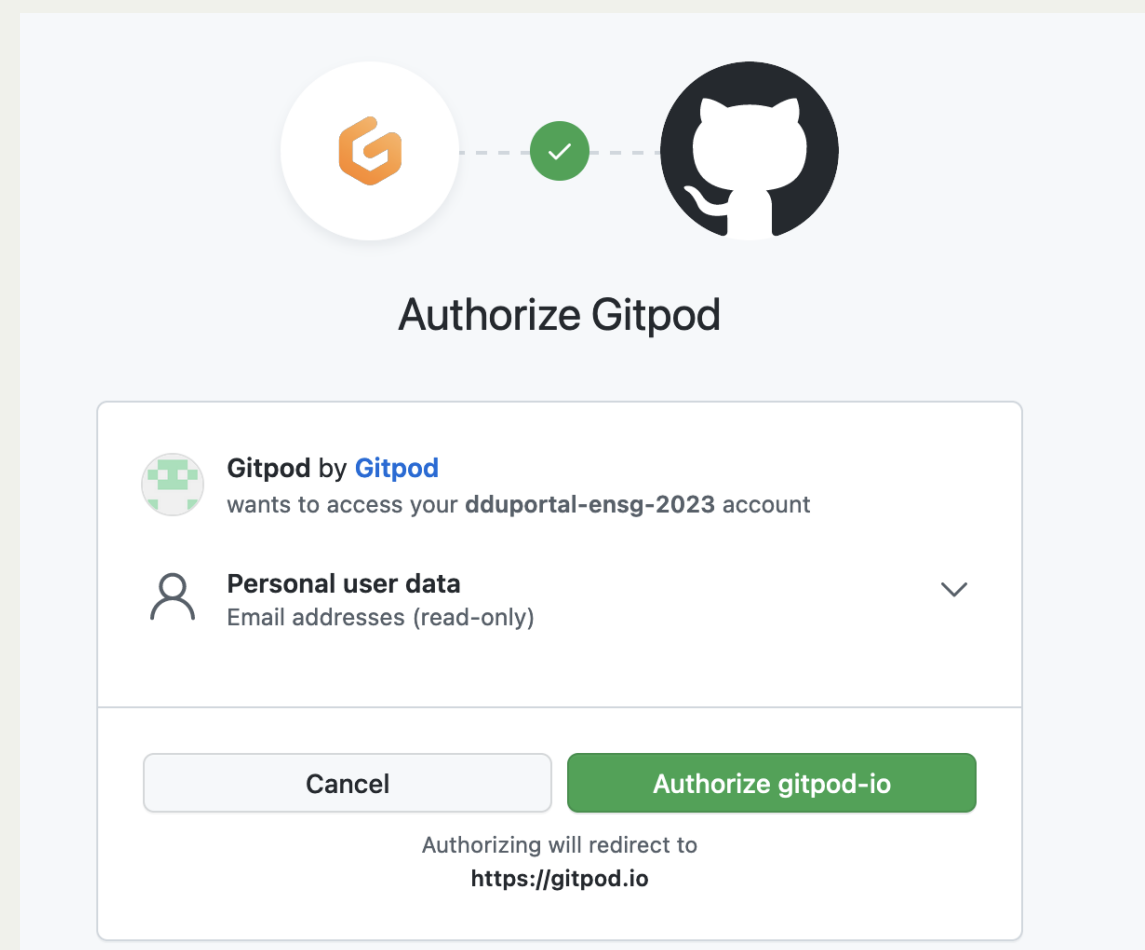 Authorize Gitpod
Gitpod by Gitpod
wants to access your dduportal-ensg-2023 account
Personal user data
Email addresses (read-only)
Cancel
Authorize gitpod-io
Authorizing will redirect to
https://gitpod.io